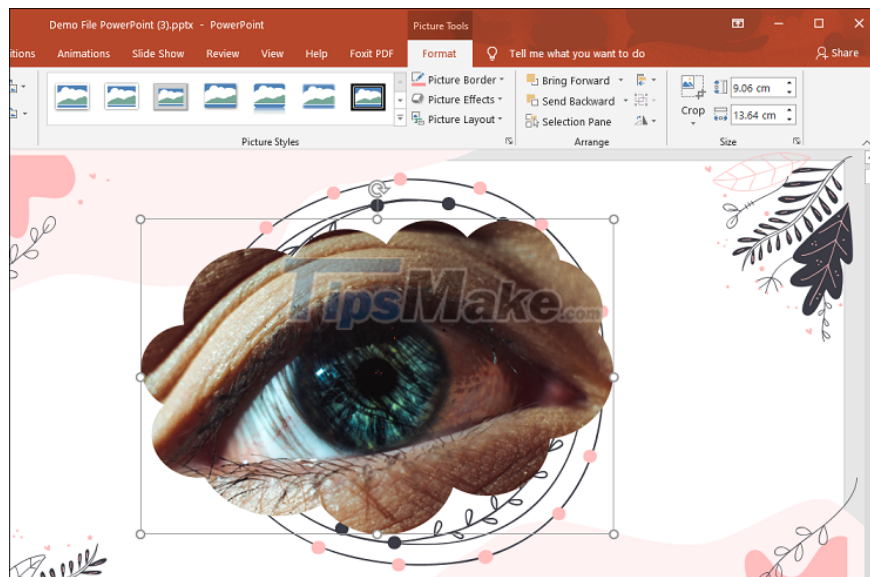 Demo File PowerPoint (3).pptx - PowerPoint
Picture Tools
itions Animations Slide Show Review View Help Foxit PDF Format Tell me what you want to do Share
Picture Border
Picture Effects
Picture Layout
Picture Styles
Bring Forward
Send Backward
Selection Pane
Arrange
Crop
9.06 cm
13.64 cm
Size
TipsMake.com